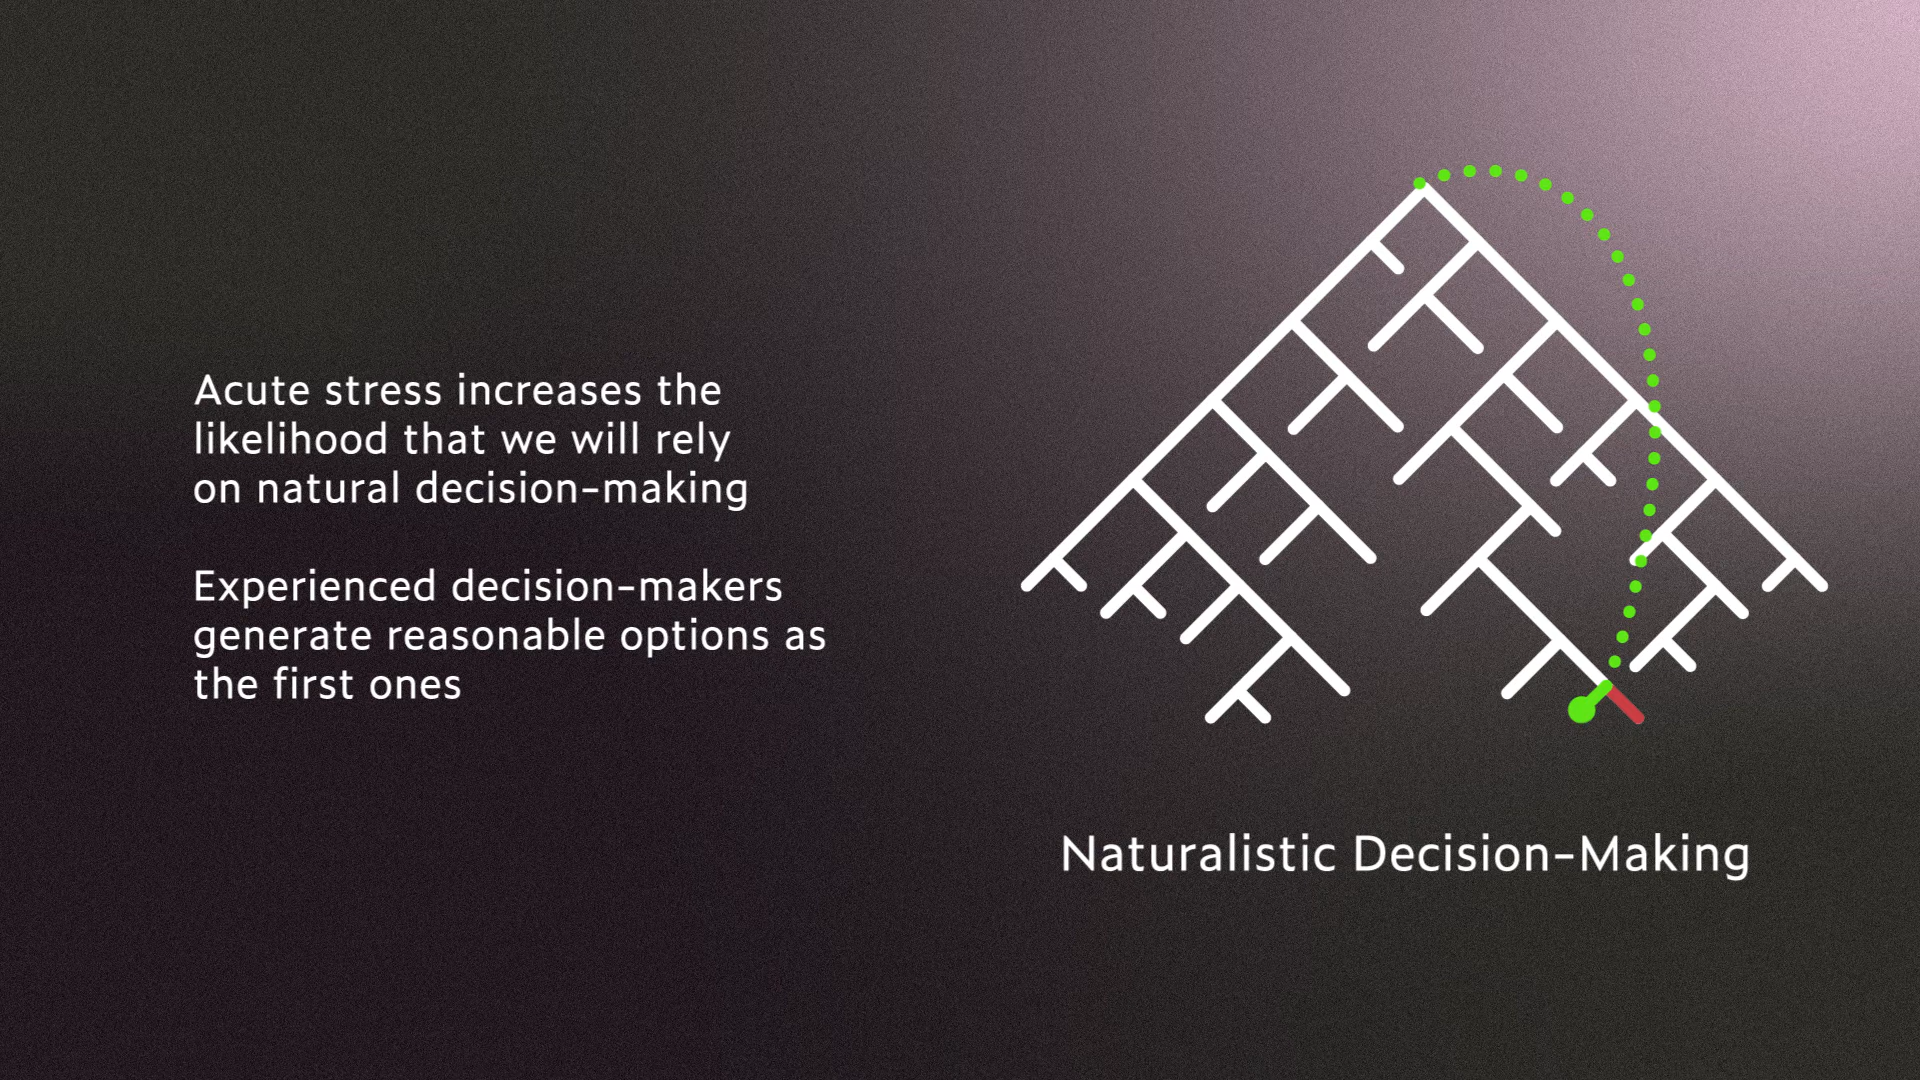 Acute stress increases the
likelihood that we will rely
on natural decision-making
Experienced decision-makers
generate reasonable options as
the first ones
Naturalistic Decision-Making